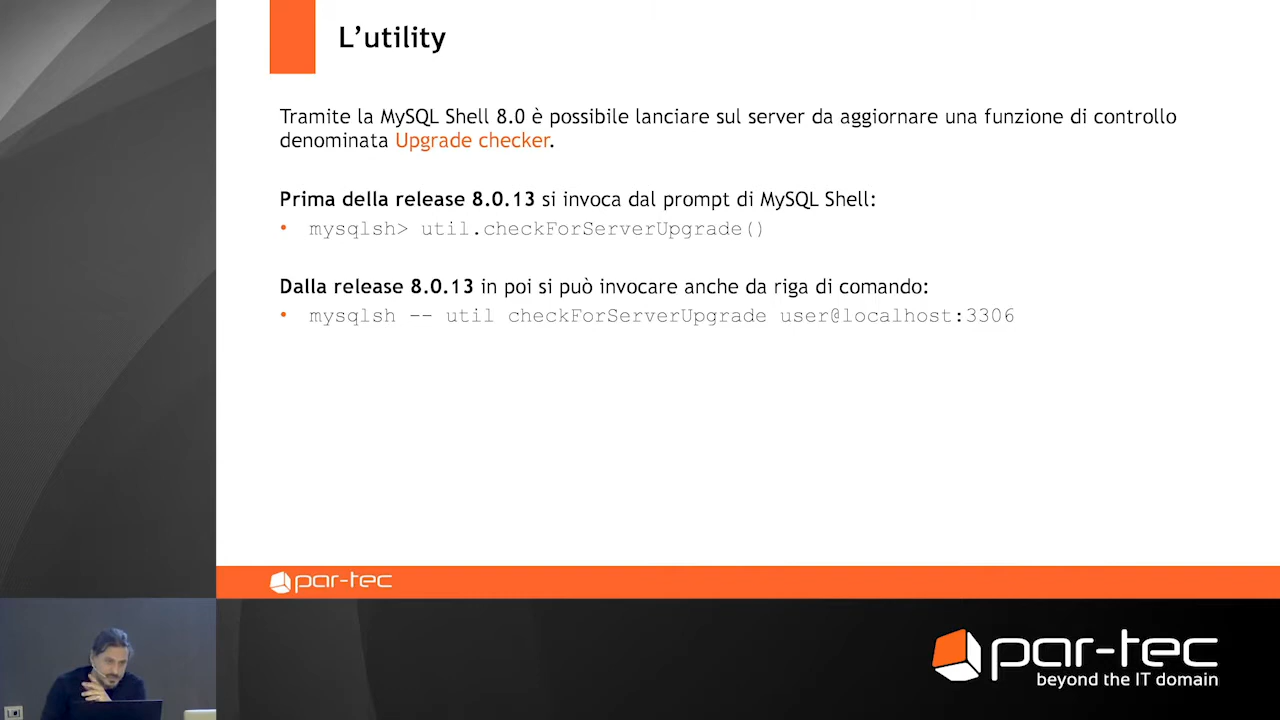 L’utility
Tramite la MySQL Shell 8.0 è possibile lanciare sul server da aggiornare una funzione di controllo
denominata Upgrade checker.
Prima della release 8.0.13 si invoca dal prompt di MySQL Shell:
• mysqlsh> util.checkForServerUpgrade()
Dalla release 8.0.13 in poi si può invocare anche da riga di comando:
• mysqlsh -- util checkForServerUpgrade user@localhost:3306
par-tec
par-tec
beyond the IT domain